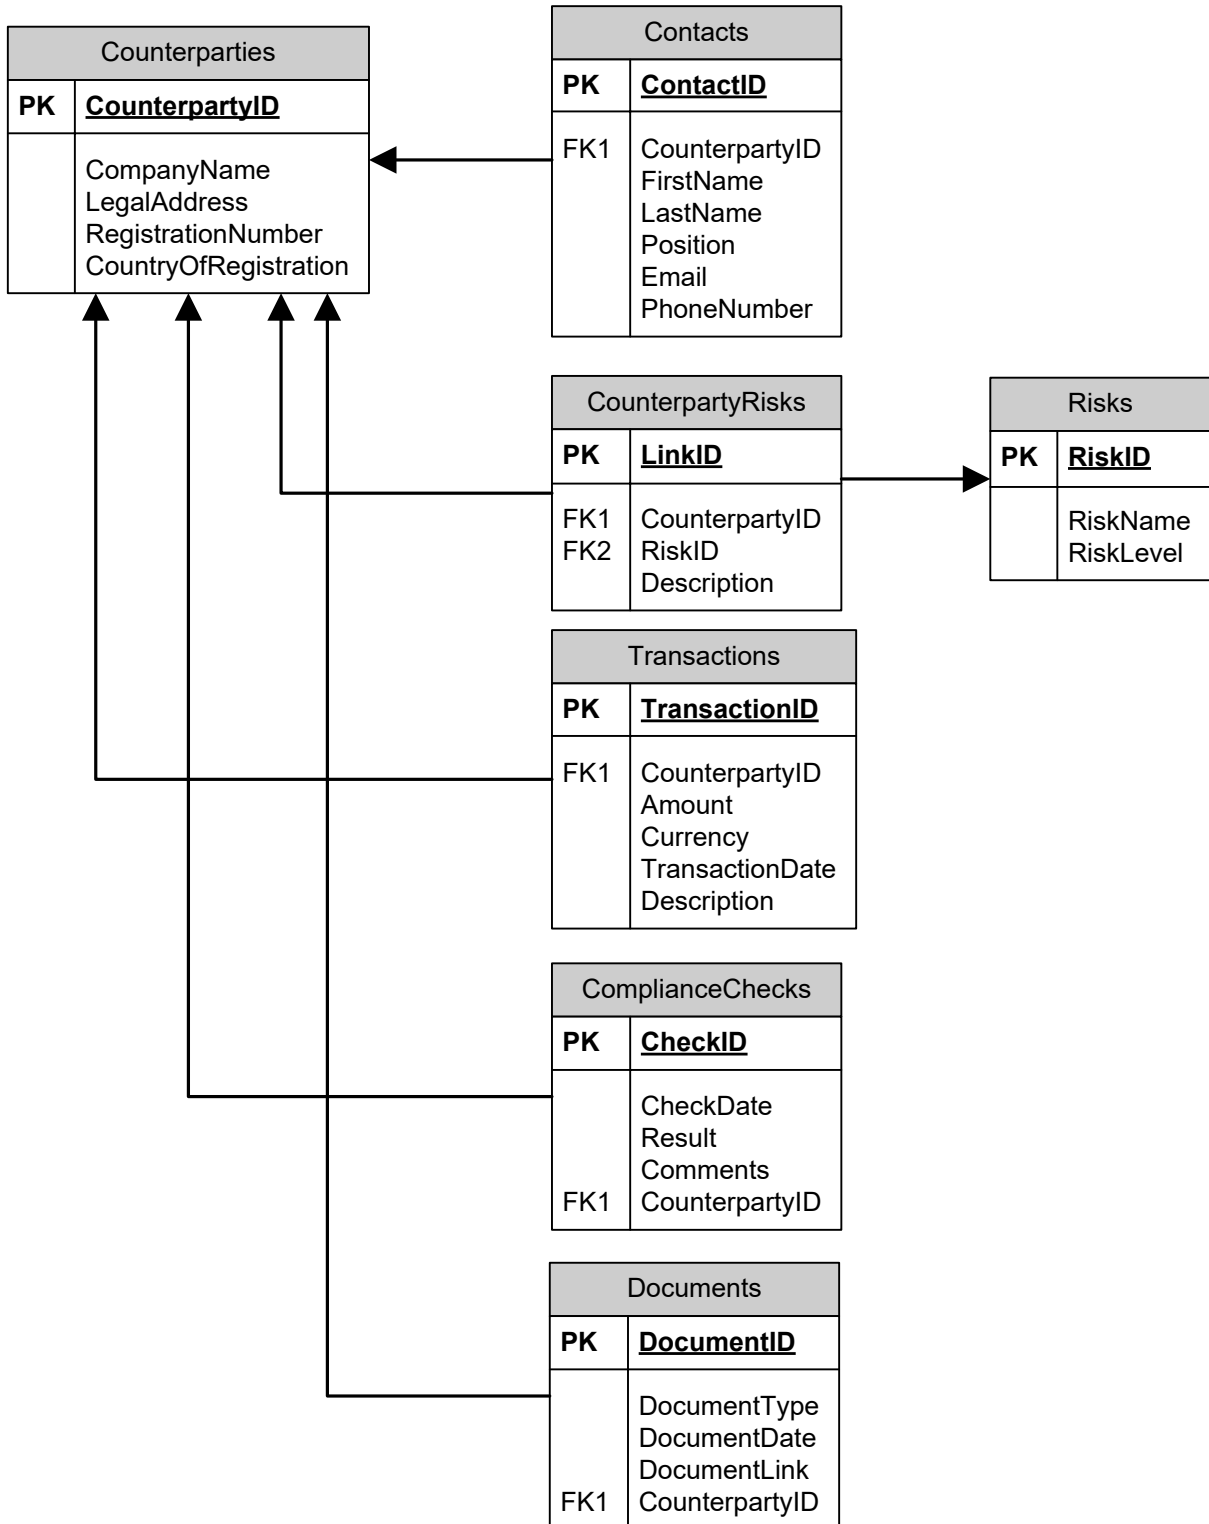 Counterparties
PK CounterpartyID
CompanyName
LegalAddress
RegistrationNumber
CountryOfRegistration
Contacts
PK ContactID
FK1 CounterpartyID
FirstName
LastName
Position
Email
PhoneNumber
CounterpartyRisks
PK LinkID
FK1 CounterpartyID
FK2 RiskID
Description
Risks
PK RiskID
RiskName
RiskLevel
Transactions
PK TransactionID
FK1 CounterpartyID
Amount
Currency
TransactionDate
Description
ComplianceChecks
PK CheckID
CheckDate
Result
Comments
FK1 CounterpartyID
Documents
PK DocumentID
DocumentType
DocumentDate
DocumentLink
FK1 CounterpartyID